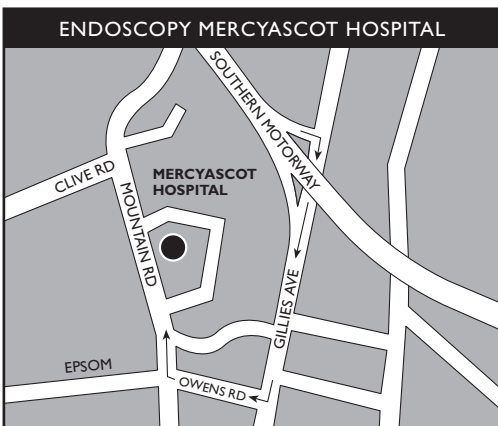 ENDOSCOPY MERCYASCOT HOSPITAL
SOUTHERN MOTORWAY
CLIVE RD
MERCYASCOT
HOSPITAL
MOUNTAIN RD
GILLIES AVE
EPSOM
OWENS RD